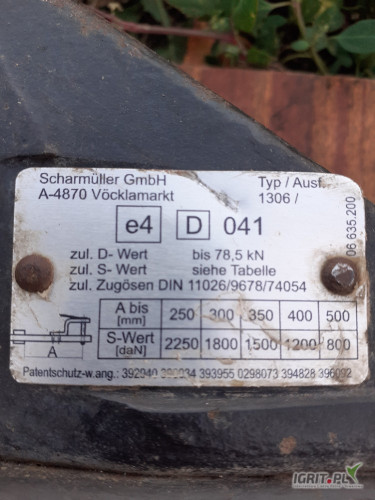 Scharmüller GmbH Typ / Ausf.
A-4870 Vöcklamarkt 1306 /
e4 D 041
06.635.200
zul. D- Wert bis 78,5 kN
zul. S- Wert siehe Tabelle
zul. Zugösen DIN 11026/9678/74054
A bis [mm] 250 300 350 400 500
S-Wert [daN] 2250 1800 1500 1200 800
A
Patentschutz-w.ang.: 392940 393955 0298073 394828
IGRIT.PL